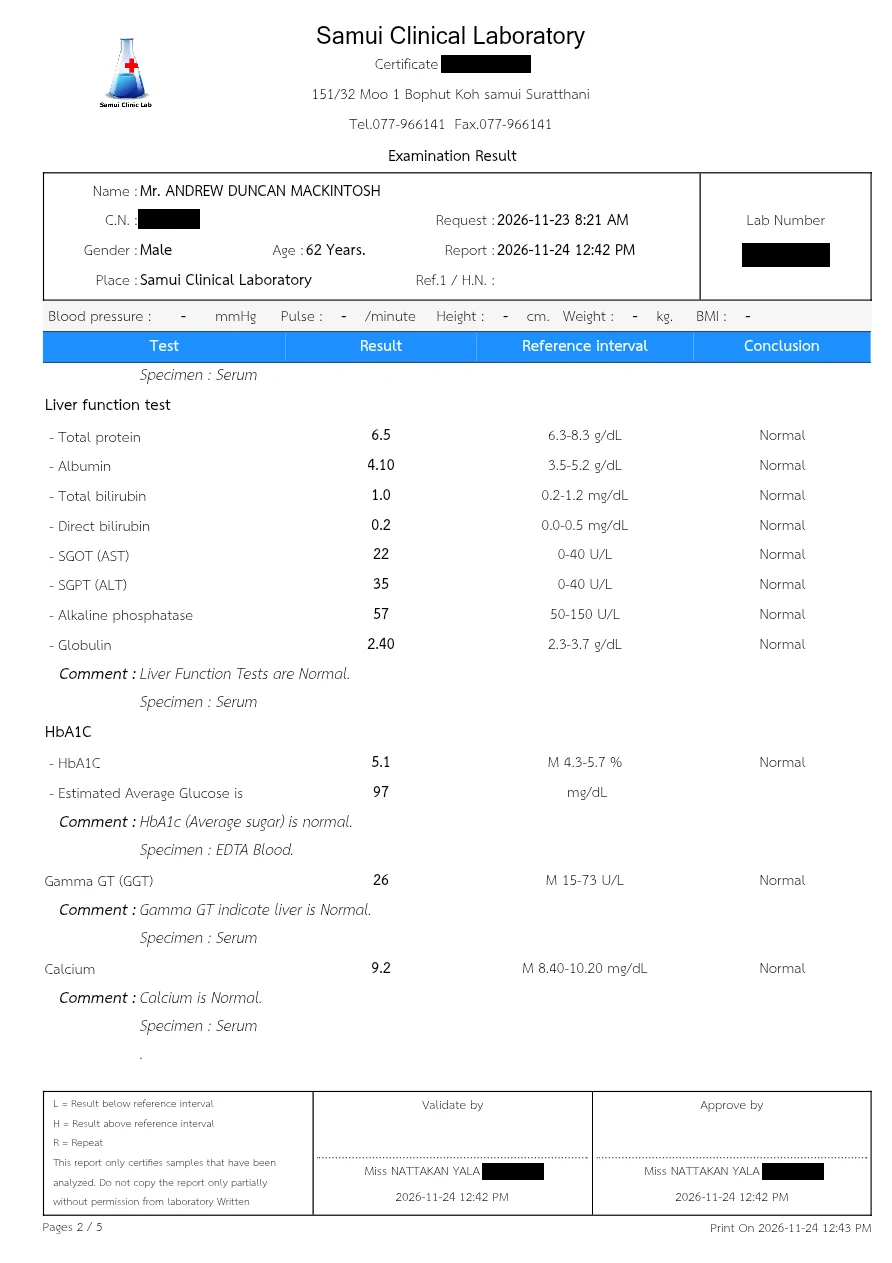 Samui Clinical Laboratory
Certificate
Samui Clinic Lab
151/32 Moo 1 Bophut Koh samui Suratthani
Tel.077-966141 Fax.077-966141
Examination Result
Name : Mr. ANDREW DUNCAN MACKINTOSH
C.N. : Request : 2026-11-23 8:21 AM Lab Number
Gender : Male Age : 62 Years. Report : 2026-11-24 12:42 PM
Place : Samui Clinical Laboratory Ref.1 / H.N. :
Blood pressure : - mmHg Pulse : - /minute Height : - cm. Weight : - kg. BMI : -
Test Result Reference interval Conclusion
Specimen : Serum
Liver function test
- Total protein 6.5 6.3-8.3 g/dL Normal
- Albumin 4.10 3.5-5.2 g/dL Normal
- Total bilirubin 1.0 0.2-1.2 mg/dL Normal
- Direct bilirubin 0.2 0.0-0.5 mg/dL Normal
- SGOT (AST) 22 0-40 U/L Normal
- SGPT (ALT) 35 0-40 U/L Normal
- Alkaline phosphatase 57 50-150 U/L Normal
- Globulin 2.40 2.3-3.7 g/dL Normal
Comment : Liver Function Tests are Normal.
Specimen : Serum
HbA1C
- HbA1C 5.1 M 4.3-5.7 % Normal
- Estimated Average Glucose is 97 mg/dL
Comment : HbA1c (Average sugar) is normal.
Specimen : EDTA Blood.
Gamma GT (GGT) 26 M 15-73 U/L Normal
Comment : Gamma GT indicate liver is Normal.
Specimen : Serum
Calcium 9.2 M 8.40-10.20 mg/dL Normal
Comment : Calcium is Normal.
Specimen : Serum
.
L = Result below reference interval
H = Result above reference interval
R = Repeat
This report only certifies samples that have been
analyzed. Do not copy the report only partially
without permission from laboratory Written
Validate by
Miss NATTAKAN YALA
2026-11-24 12:42 PM
Approve by
Miss NATTAKAN YALA
2026-11-24 12:42 PM
Pages 2 / 5 Print On 2026-11-24 12:43 PM